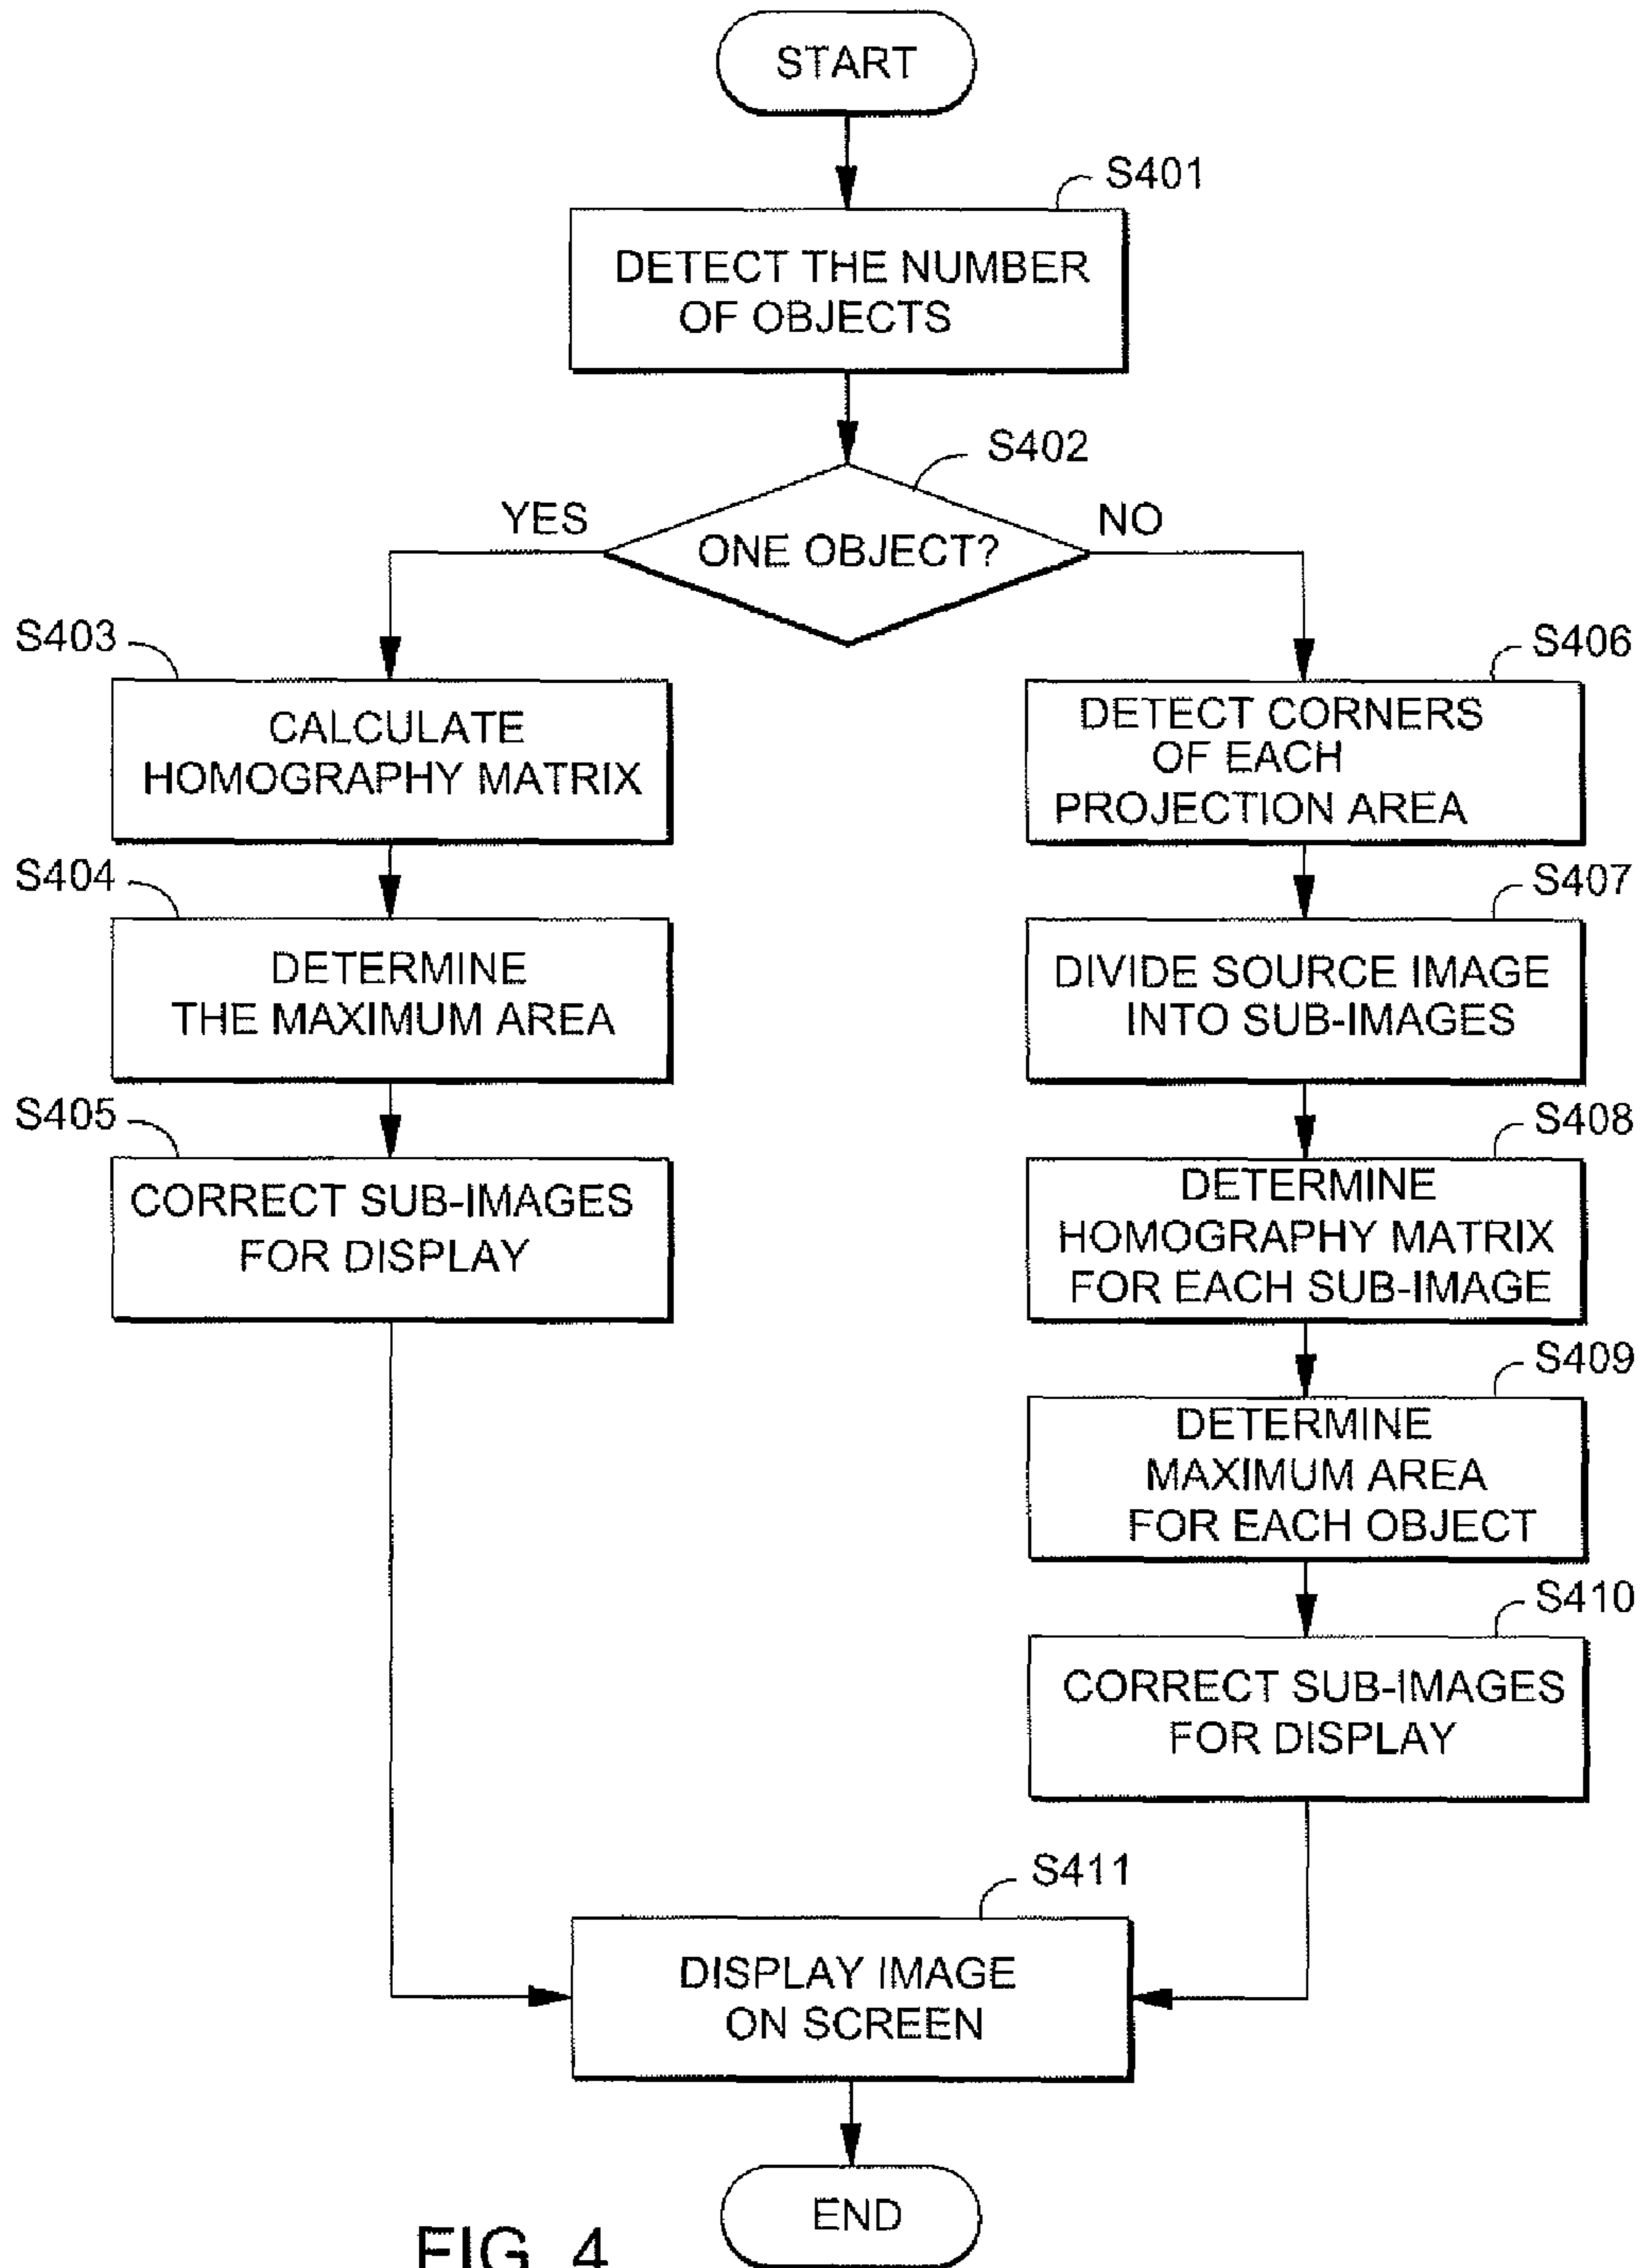 START
S401
DETECT THE NUMBER
OF OBJECTS
S402
YES
ONE OBJECT?
NO
S403
CALCULATE
HOMOGRAPHY MATRIX
S404
DETERMINE
THE MAXIMUM AREA
S405
CORRECT SUB-IMAGES
FOR DISPLAY
S406
DETECT CORNERS
OF EACH
PROJECTION AREA
S407
DIVIDE SOURCE IMAGE
INTO SUB-IMAGES
S408
DETERMINE
HOMOGRAPHY MATRIX
FOR EACH SUB-IMAGE
S409
DETERMINE
MAXIMUM AREA
FOR EACH OBJECT
S410
CORRECT SUB-IMAGES
FOR DISPLAY
S411
DISPLAY IMAGE
ON SCREEN
END
FIG. 4